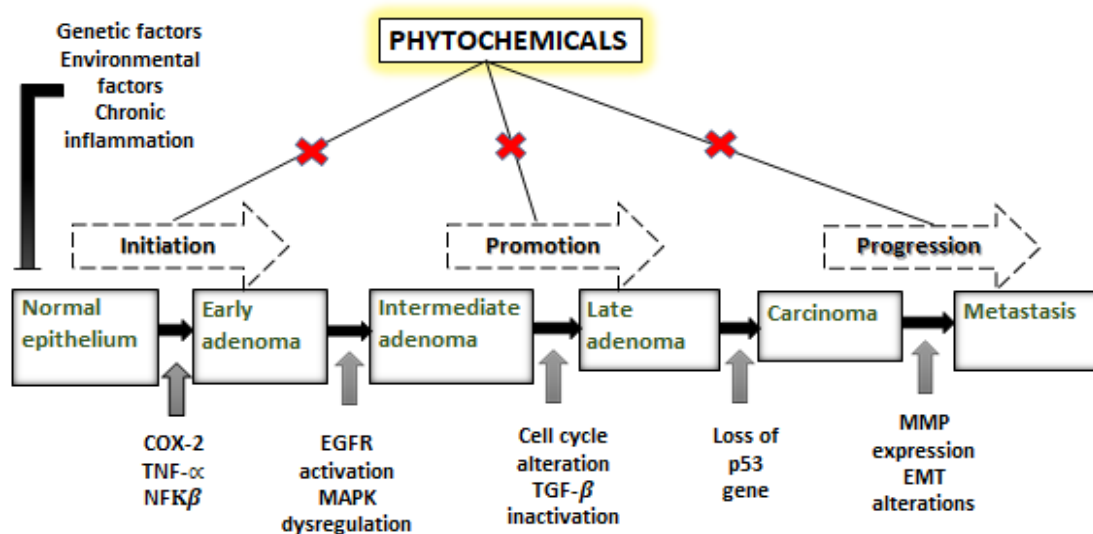 Genetic factors
Environmental
factors
Chronic
inflammation
PHYTOCHEMICALS
Initiation
Promotion
Progression
Normal
epithelium
Early
adenoma
Intermediate
adenoma
Late
adenoma
Carcinoma
Metastasis
COX-2
TNF-α
NFKβ
EGFR
activation
MAPK
dysregulation
Cell cycle
alteration
TGF-β
inactivation
Loss of
p53
gene
MMP
expression
EMT
alterations